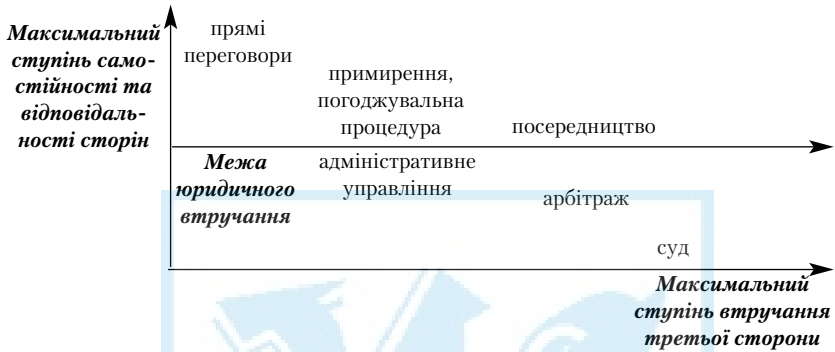 Максимальний
ступінь само-
стійності та
відповідаль-
ності сторін
прямі
переговори
примирення,
погоджувальна
процедура
посередництво
Межа
юридичного
втручання
адміністративне
управління
арбітраж
суд
Максимальний
ступінь втручання
третьої сторони